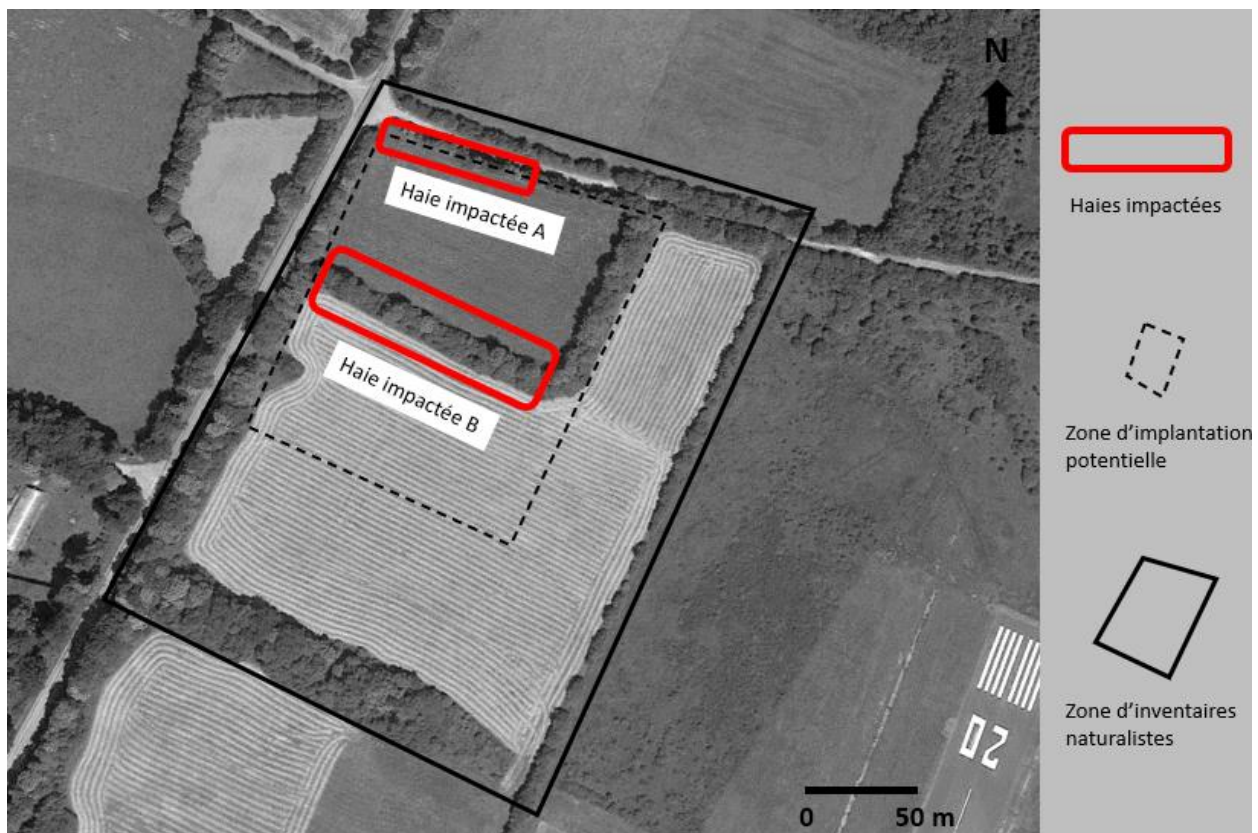 N
Haie impactée A
Haie impactée B
02
0 50 m
Haies impactées
Zone d'implantation
potentielle
Zone d'inventaires
naturalistes